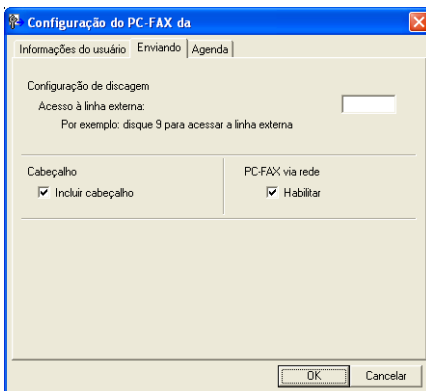 Configuração do PC-FAX da
Informações do usuário Enviando Agenda
Configuração de discagem
Acesso à linha externa:
Por exemplo: disque 9 para acessar a linha externa
Cabeçalho PC-FAX via rede
Incluir cabeçalho Habilitar
OK Cancelar